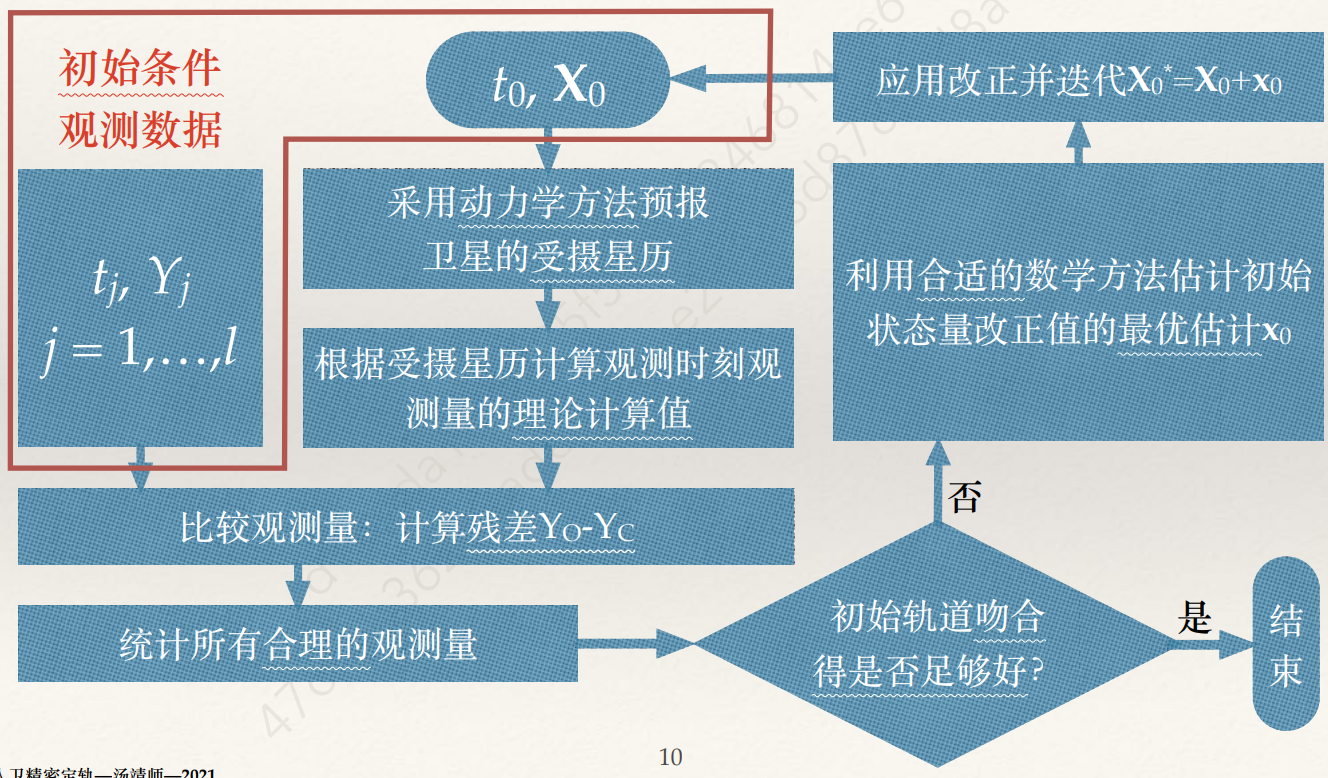 初始条件
观测数据
t₀, X₀
应用改正并迭代X₀*=X₀+x₀
采用动力学方法预报
卫星的受摄星历
tⱼ, Yⱼ
j = 1,…,l
利用合适的数学方法估计初始
状态量改正值的最优估计x₀
根据受摄星历计算观测时刻观
测量的理论计算值
否
比较观测量：计算残差Y_O-Y_C
初始轨道吻合
得是否足够好?
是
结
束
统计所有合理的观测量
10
卫精密定轨—汤靖师—2021